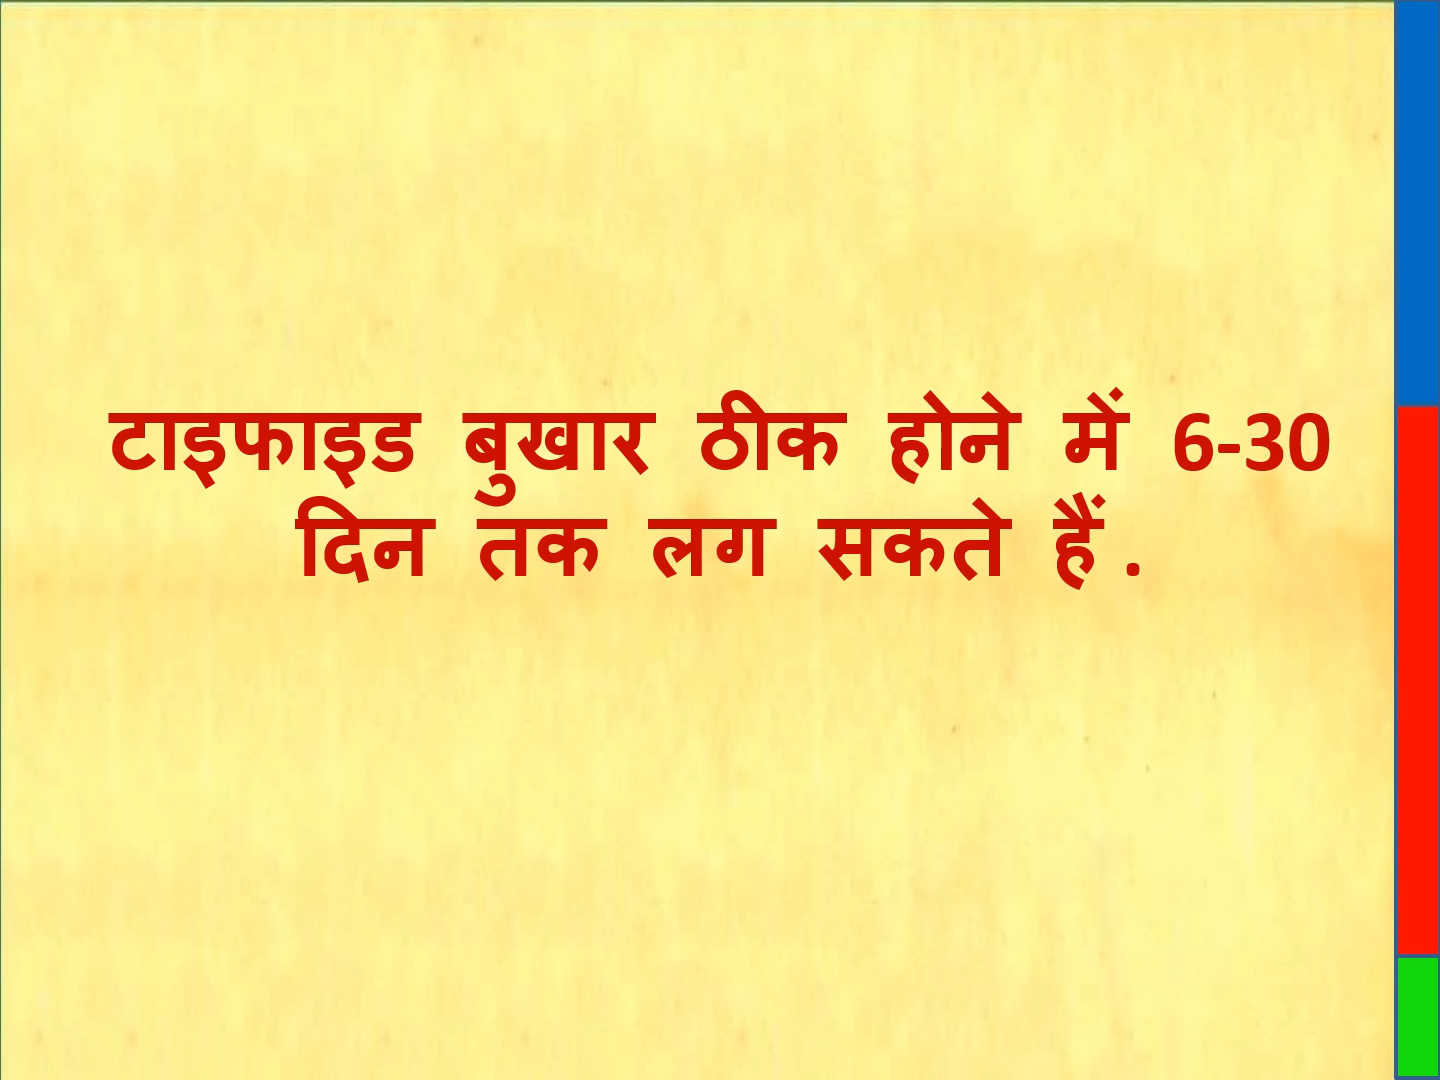 टाइफाइड बुखार ठीक होने में 6-30
दिन तक लग सकते हैं .